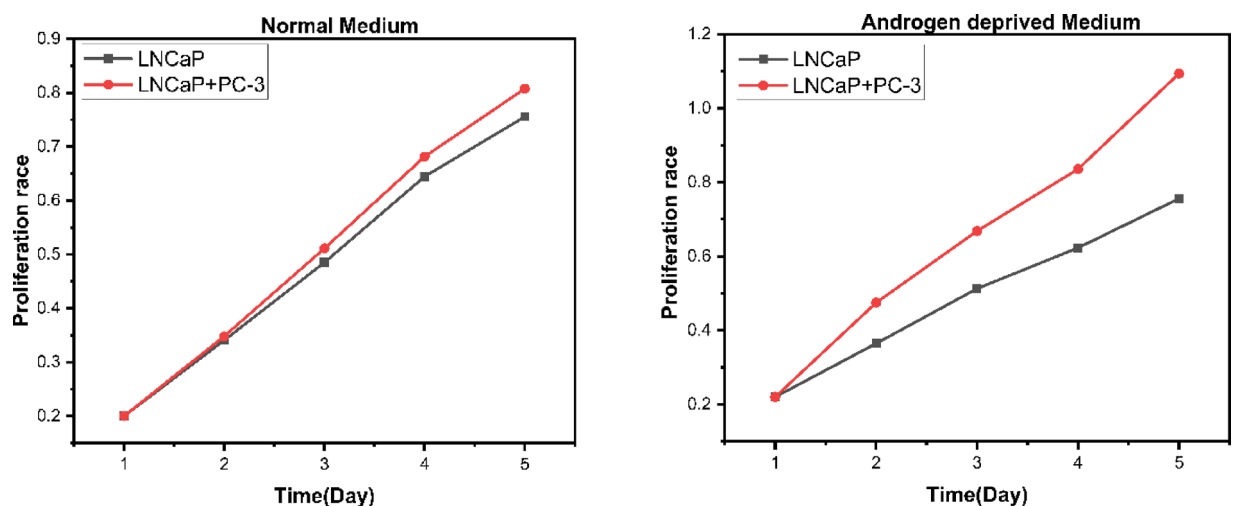 Normal Medium
0.9
0.8
0.7
0.6
0.5
0.4
0.3
0.2
LNCaP
LNCaP+PC-3
Proliferation race
1 2 3 4 5
Time(Day)
Androgen deprived Medium
1.2
1.0
0.8
0.6
0.4
0.2
LNCaP
LNCaP+PC-3
Proliferation race
1 2 3 4 5
Time(Day)